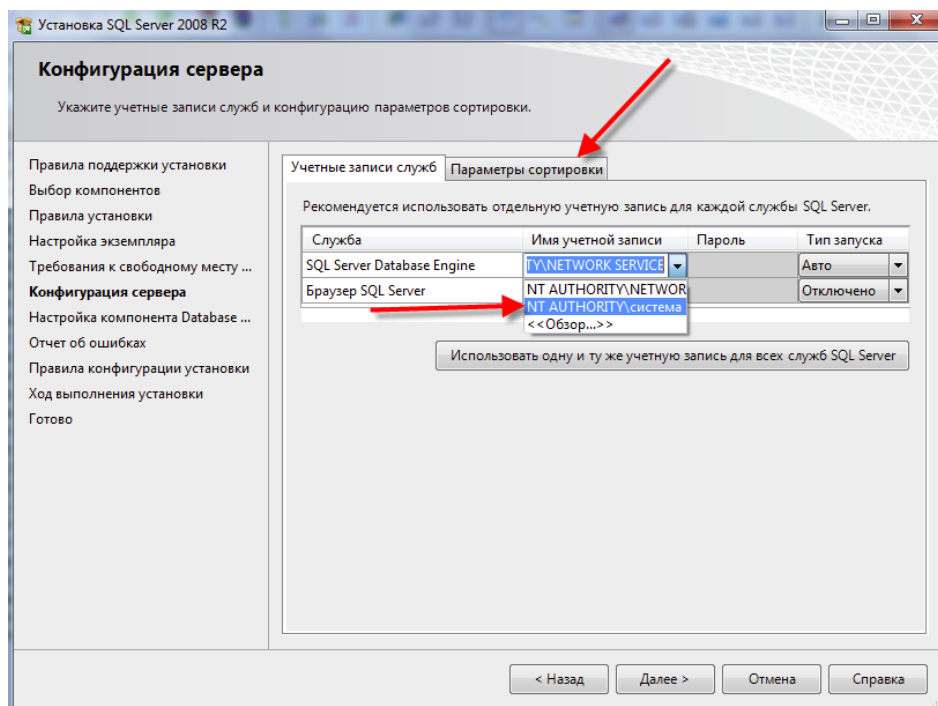 Установка SQL Server 2008 R2
Конфигурация сервера
Укажите учетные записи служб и конфигурацию параметров сортировки.
Правила поддержки установки
Выбор компонентов
Правила установки
Настройка экземпляра
Требования к свободному месту ...
Конфигурация сервера
Настройка компонента Database ...
Отчет об ошибках
Правила конфигурации установки
Ход выполнения установки
Готово
Учетные записи служб Параметры сортировки
Рекомендуется использовать отдельную учетную запись для каждой службы SQL Server.
Служба Имя учетной записи Пароль Тип запуска
SQL Server Database Engine TY\NETWORK SERVICE Авто
Браузер SQL Server NT AUTHORITY\NETWOR Отключено
NT AUTHORITY\система
<<Обзор...>>
Использовать одну и ту же учетную запись для всех служб SQL Server
< Назад Далее > Отмена Справка